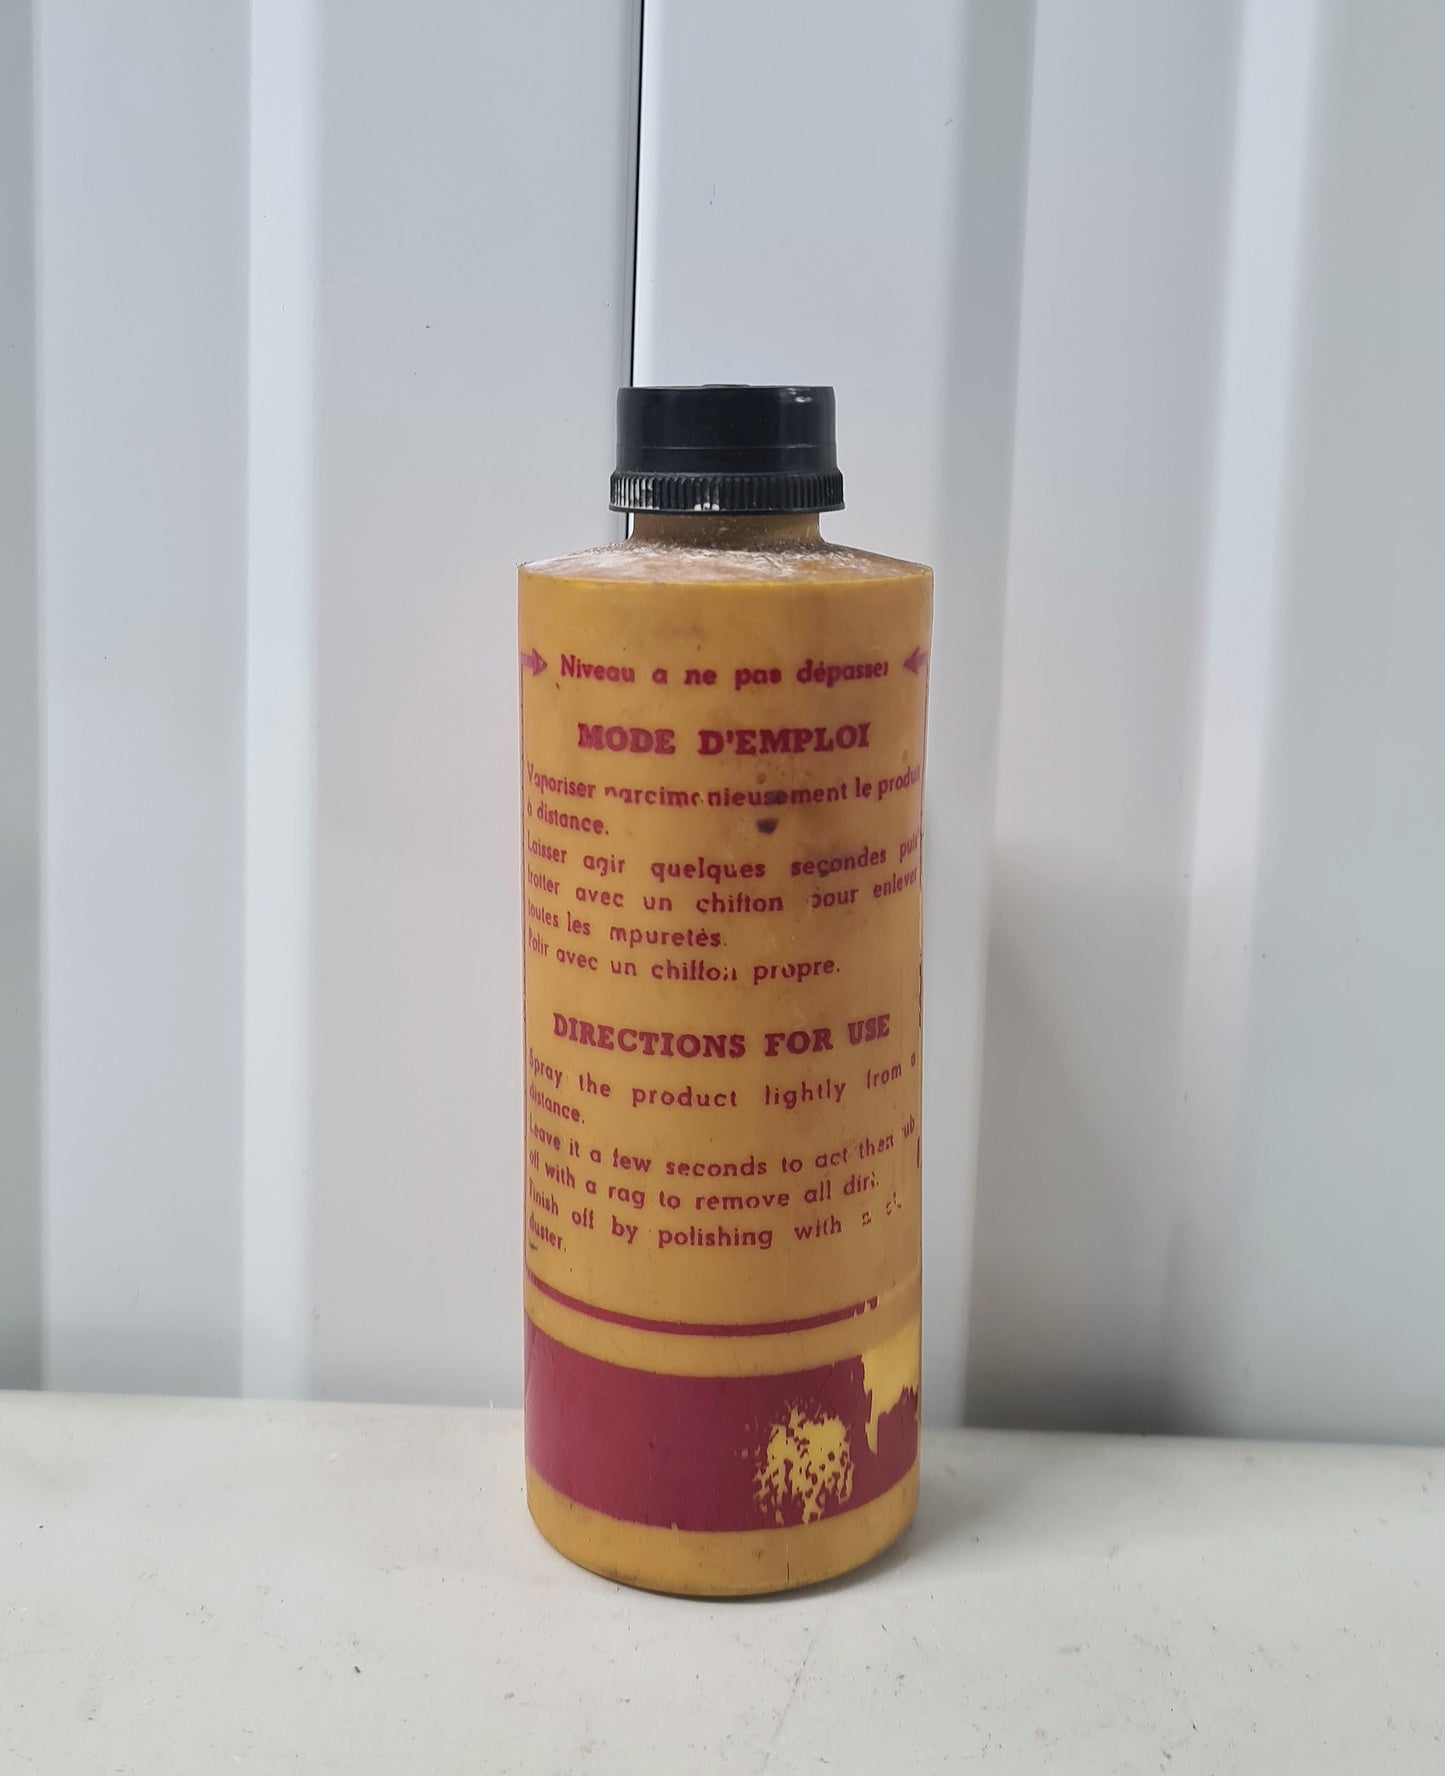 Niveau a ne pas dépasser
MODE D'EMPLOI
Vaporiser parcimonieusement le produit
à distance.
Laisser agir quelques secondes puis
frotter avec un chiffon pour enlever
toutes les mpuretés.
Polir avec un chiffon propre.
DIRECTIONS FOR USE
Spray the product lightly from a
distance.
Leave it a few seconds to act then rub
off with a rag to remove all dirt.
Finish off by polishing with a
duster.